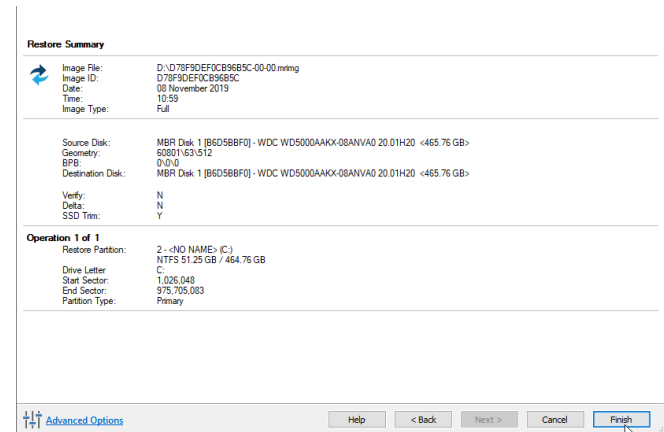 Restore Summary
Image File: D:\D78F9DEF0CB96B5C-00-00.mrimg
Image ID: D78F9DEF0CB96B5C
Date: 08 November 2019
Time: 10:59
Image Type: Full
Source Disk: MBR Disk 1 [B6D5BBF0] - WDC WD5000AAKX-08ANVA0 20.01H20 <465.76 GB>
Geometry: 60801\63\512
BPB: 0\0\0
Destination Disk: MBR Disk 1 [B6D5BBF0] - WDC WD5000AAKX-08ANVA0 20.01H20 <465.76 GB>
Verify: N
Delta: N
SSD Trim: Y
Operation 1 of 1
Restore Partition: 2 - <NO NAME> (C:)
NTFS 51.25 GB / 464.76 GB
Drive Letter C:
Start Sector: 1,026,048
End Sector: 975,705,083
Partition Type: Primary
Advanced Options Help < Back Next > Cancel Finish